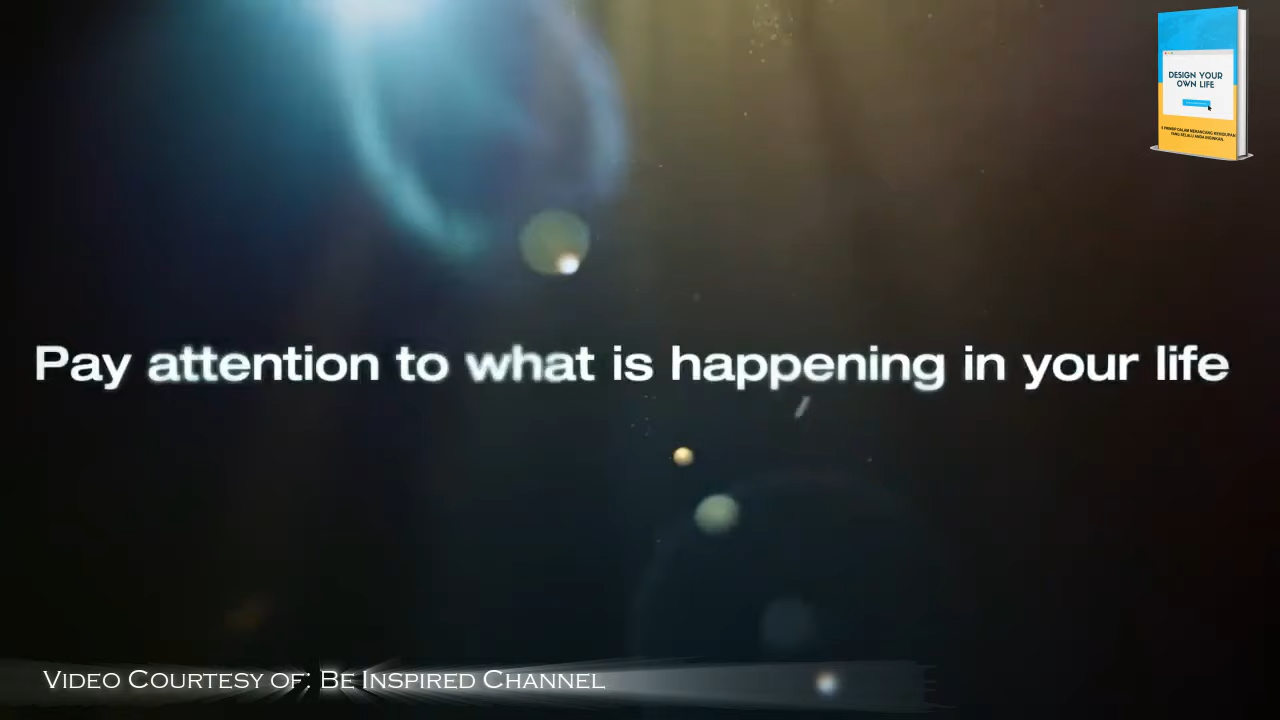 DESIGN YOUR
OWN LIFE
Pay attention to what is happening in your life
Video Courtesy of: Be Inspired Channel